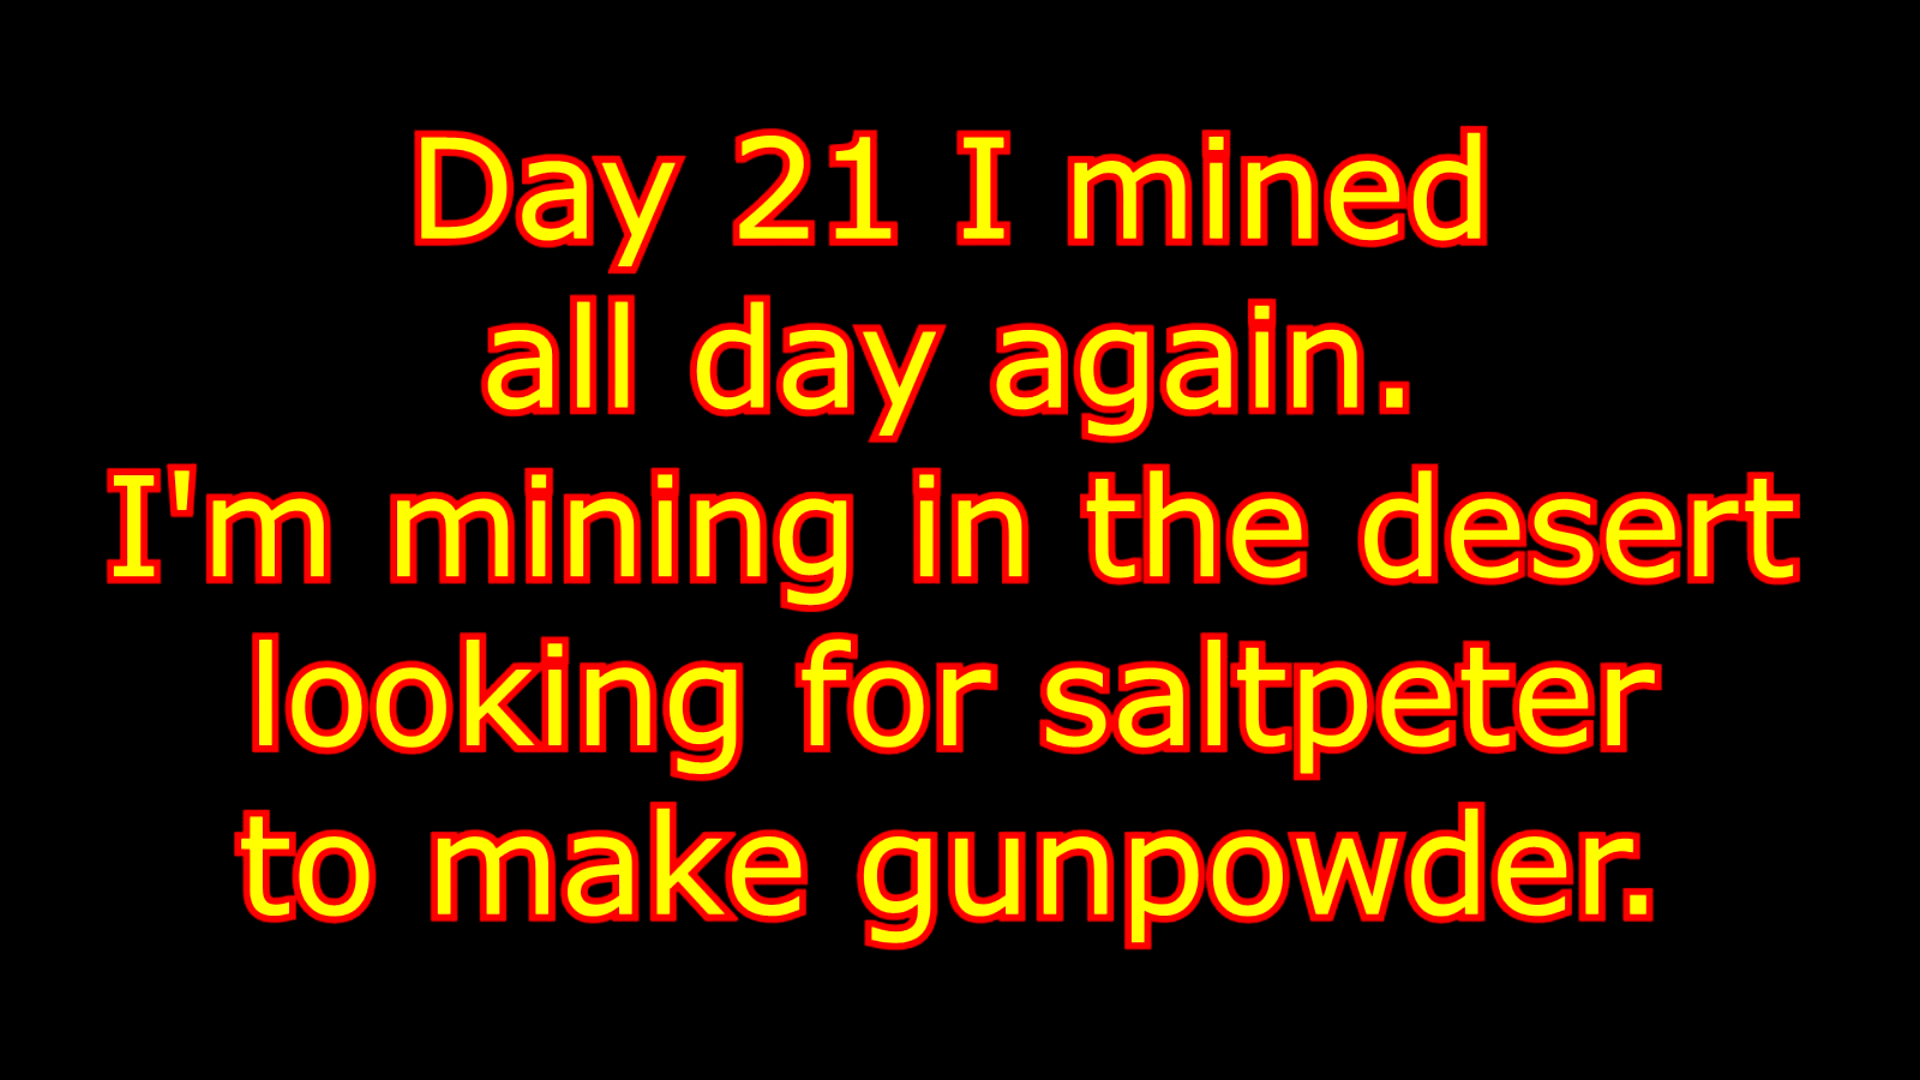 Day 21 I mined
all day again.
I'm mining in the desert
looking for saltpeter
to make gunpowder.